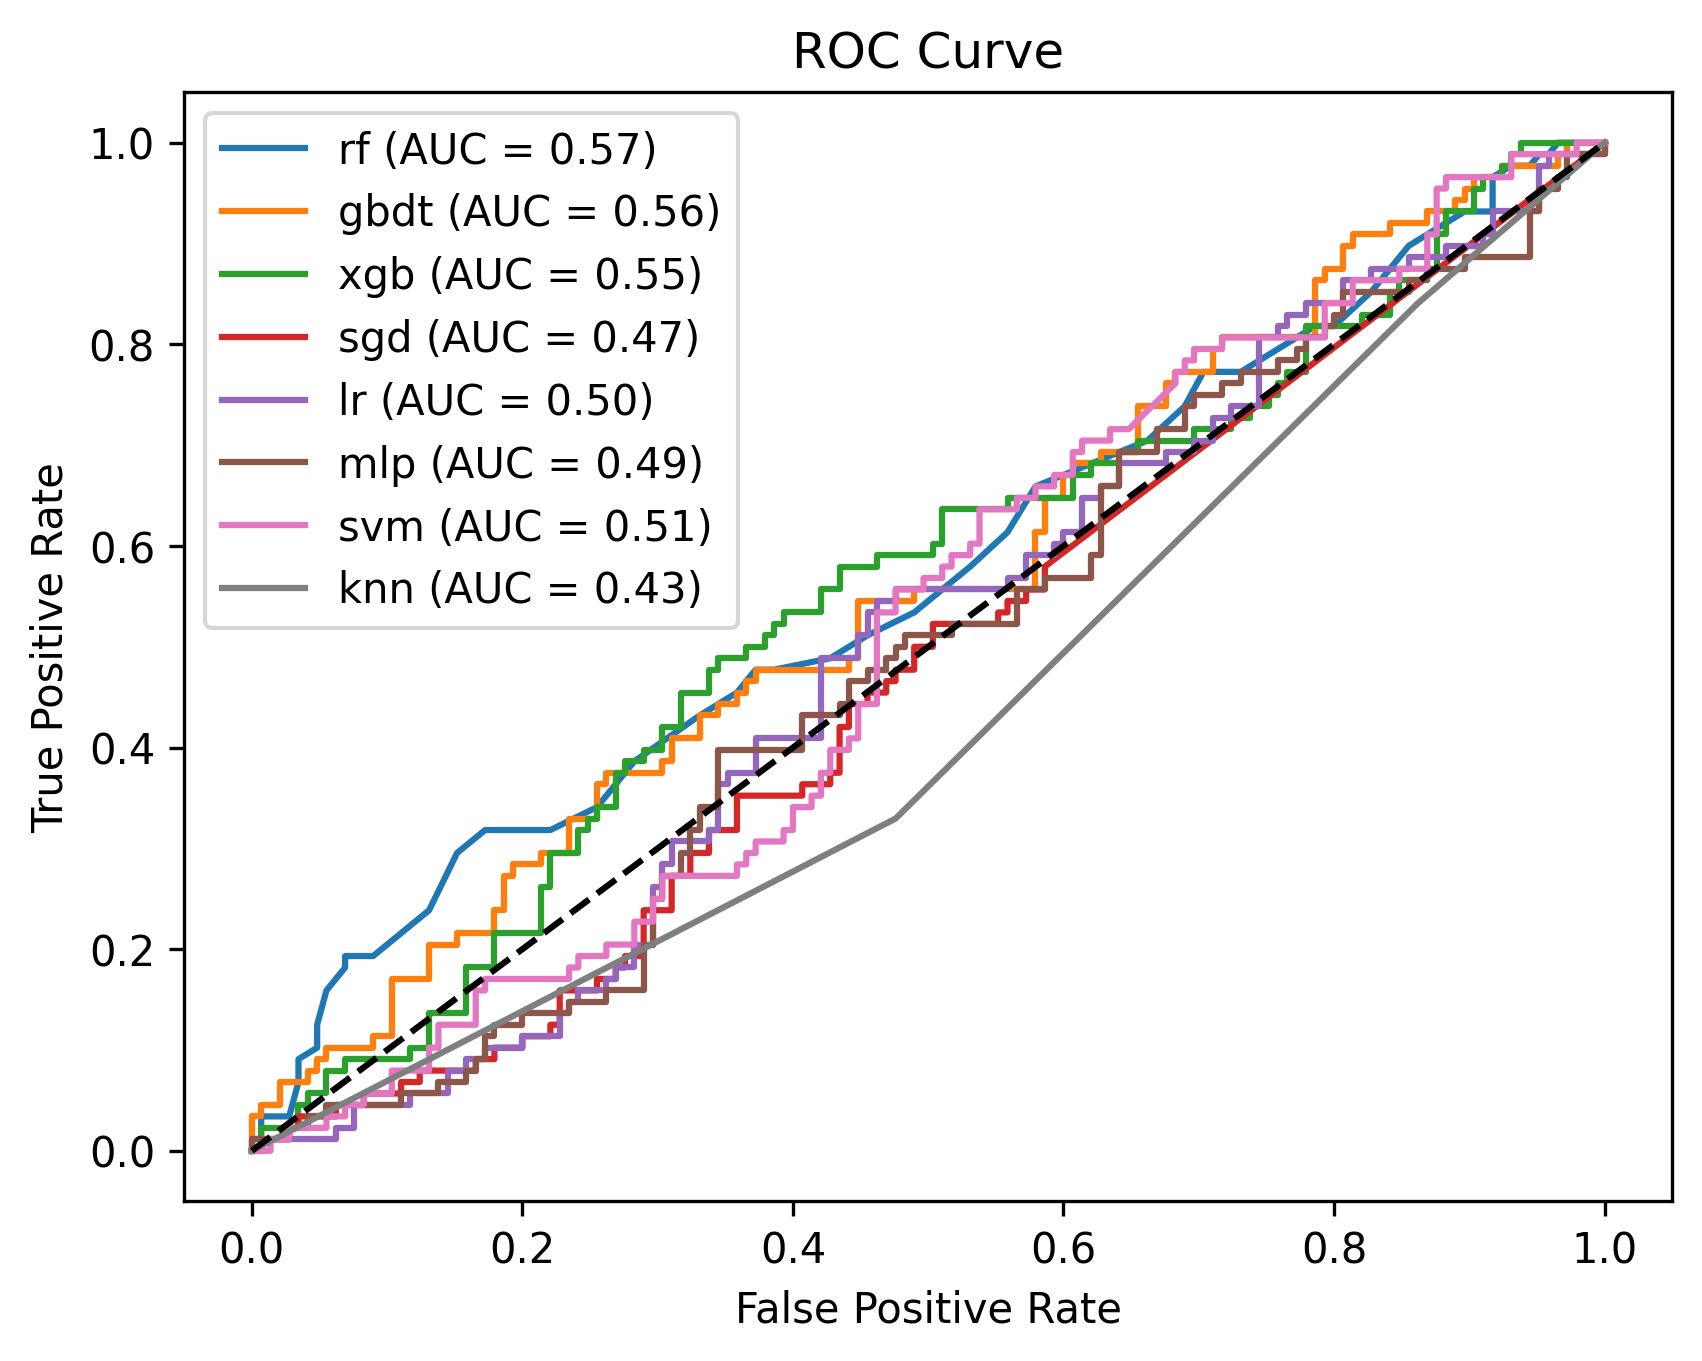 ROC Curve
rf (AUC = 0.57)
gbdt (AUC = 0.56)
xgb (AUC = 0.55)
sgd (AUC = 0.47)
lr (AUC = 0.50)
mlp (AUC = 0.49)
svm (AUC = 0.51)
knn (AUC = 0.43)
True Positive Rate
1.0
0.8
0.6
0.4
0.2
0.0
0.0 0.2 0.4 0.6 0.8 1.0
False Positive Rate